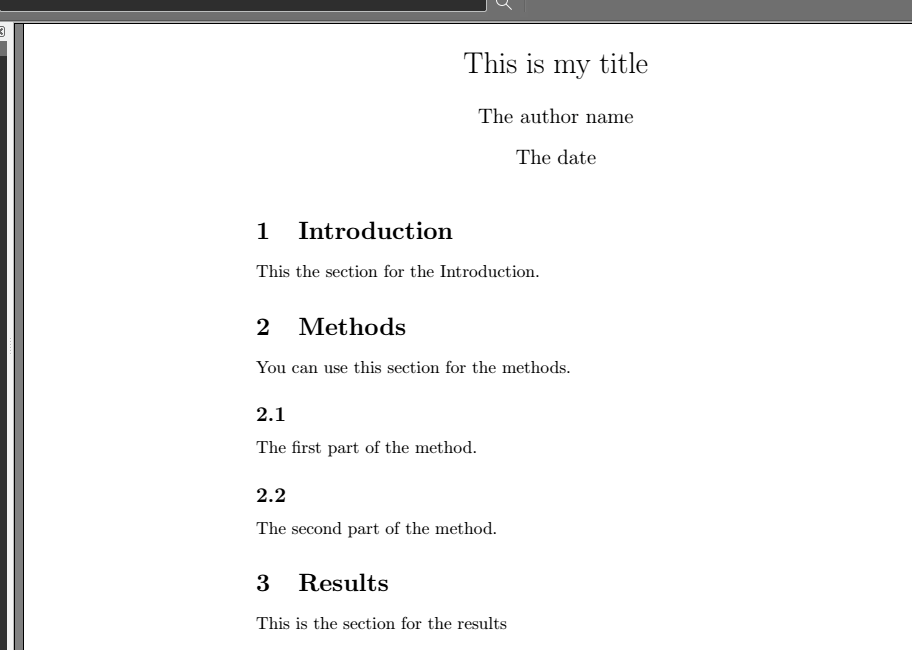 This is my title
The author name
The date
1 Introduction
This the section for the Introduction.
2 Methods
You can use this section for the methods.
2.1
The first part of the method.
2.2
The second part of the method.
3 Results
This is the section for the results